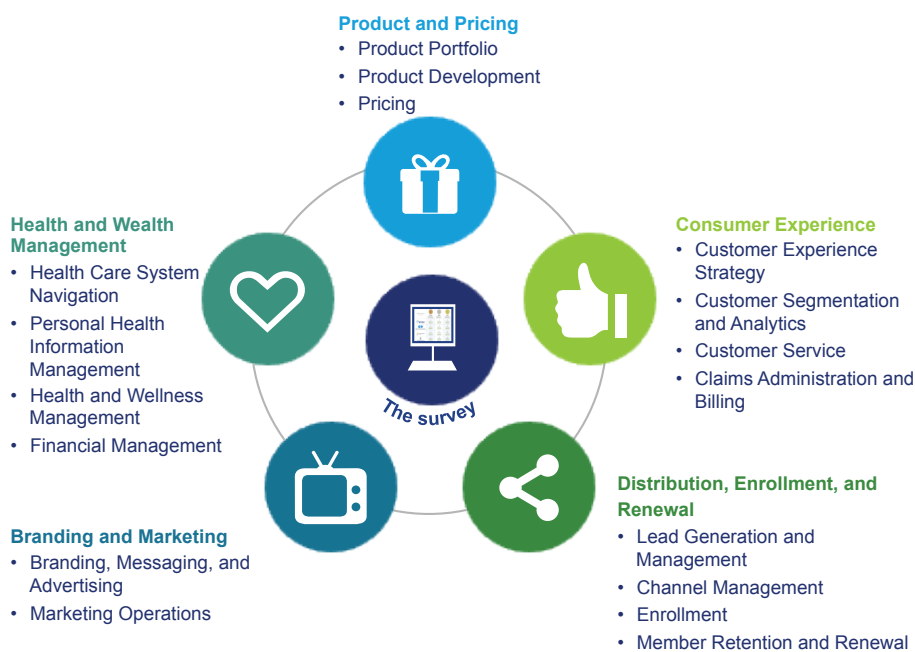 Product and Pricing
• Product Portfolio
• Product Development
• Pricing
Health and Wealth
Management
• Health Care System
Navigation
• Personal Health
Information
Management
• Health and Wellness
Management
• Financial Management
Consumer Experience
• Customer Experience
Strategy
• Customer Segmentation
and Analytics
• Customer Service
• Claims Administration and
Billing
The survey
Branding and Marketing
• Branding, Messaging, and
Advertising
• Marketing Operations
Distribution, Enrollment, and
Renewal
• Lead Generation and
Management
• Channel Management
• Enrollment
• Member Retention and Renewal